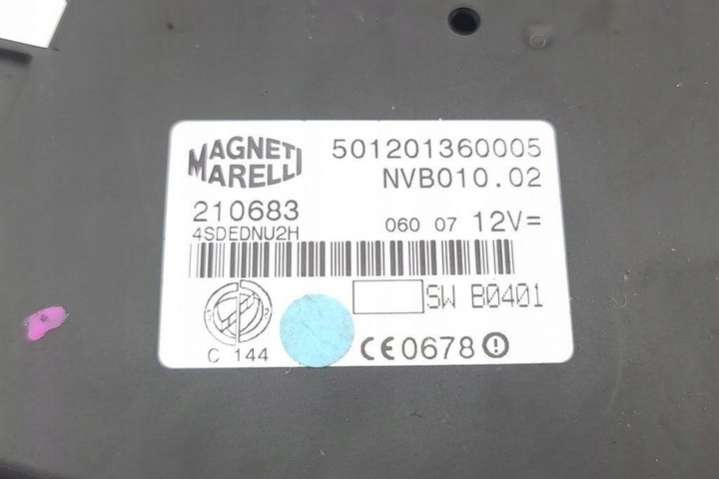 MAGNETI
MARELLI
501201360005
NVB010.02
210683
4SDEDNU2H
060 07 12V=
SW B0401
C 144
CE0678